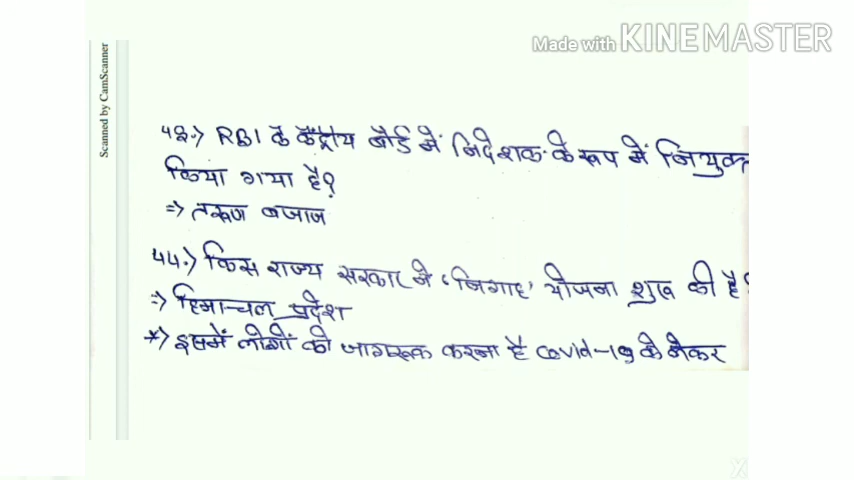 Made with KINEMASTER
Scanned by CamScanner
43.→ RBI के केंद्रीय बोर्ड में निदेशक के रूप में नियुक्त
किया गया है?
⇒ तरूण बजाज
44.→ किस राज्य सरकार ने 'निगाह' योजना शुरू की है?
⇒ हिमाचल प्रदेश
*→ इसमें लोगों को जागरूक करना है Covid-19 को लेकर